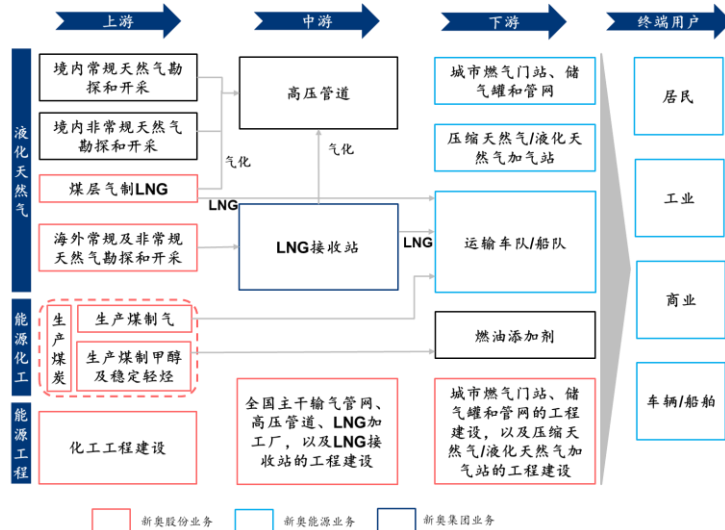 上游
中游
下游
终端用户
液化天然气
境内常规天然气勘
探和开采
境内非常规天然气
勘探和开采
煤层气制LNG
海外常规及非常规
天然气勘探和开采
高压管道
气化
气化
LNG
LNG接收站
LNG
城市燃气门站、储
气罐和管网
压缩天然气/液化天
然气加气站
运输车队/船队
居民
工业
商业
车辆/船舶
能源化工
生产煤炭
生产煤制气
生产煤制甲醇
及稳定轻烃
燃油添加剂
能源工程
化工工程建设
全国主干输气管网、
高压管道、LNG加
工厂，以及LNG接
收站的工程建设
城市燃气门站、储
气罐和管网的工程
建设，以及压缩天
然气/液化天然气加
气站的工程建设
新奥股份业务
新奥能源业务
新奥集团业务